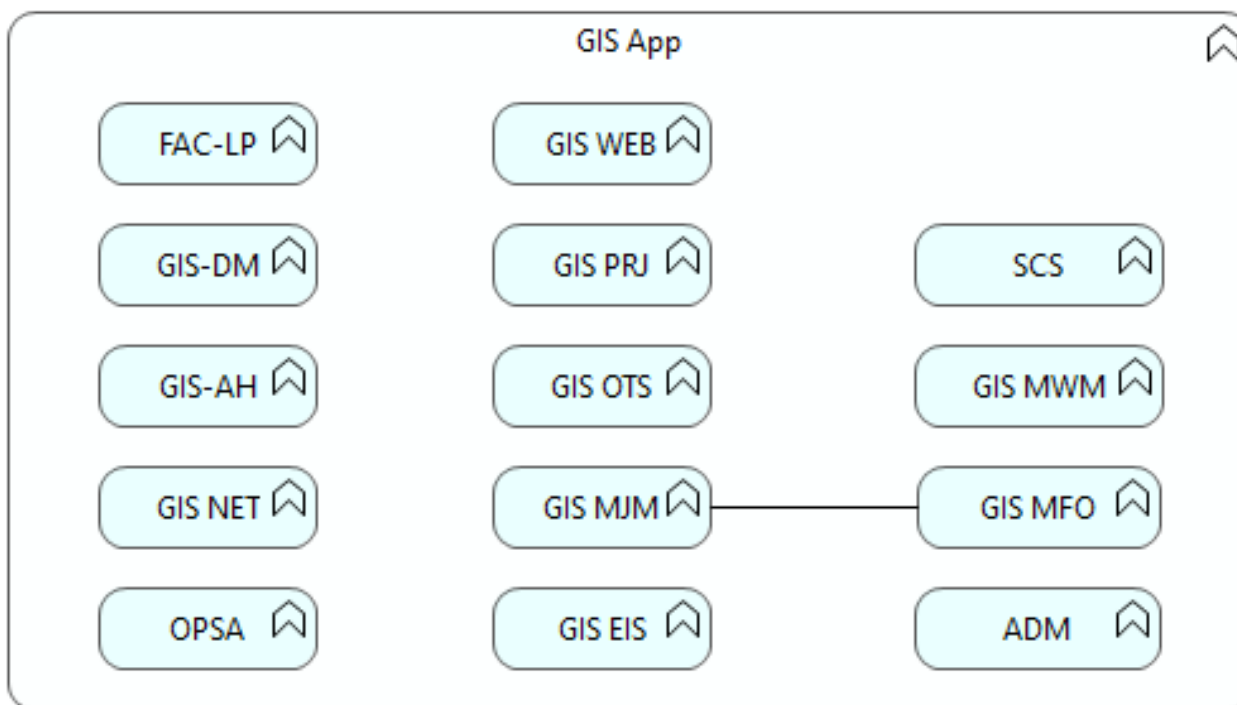 GIS App
FAC-LP
GIS WEB
GIS-DM
GIS PRJ
SCS
GIS-AH
GIS OTS
GIS MWM
GIS NET
GIS MJM
GIS MFO
OPSA
GIS EIS
ADM